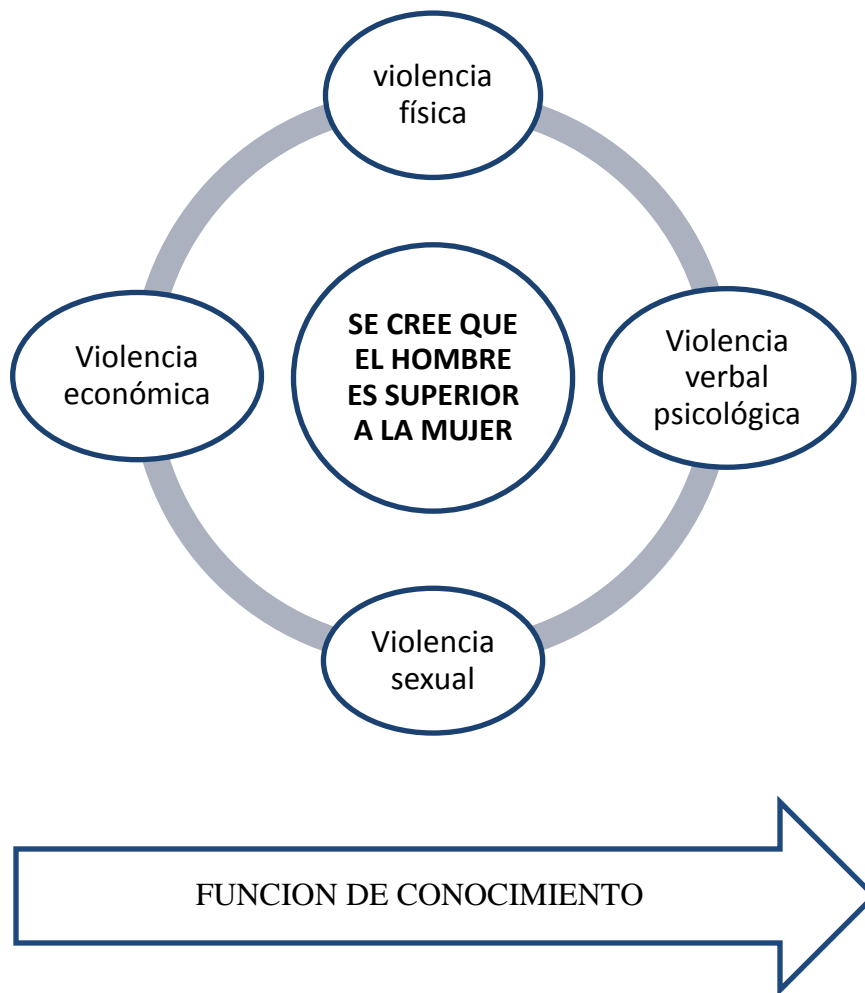 violencia
física
Violencia
económica
SE CREE QUE
EL HOMBRE
ES SUPERIOR
A LA MUJER
Violencia
verbal
psicológica
Violencia
sexual
FUNCION DE CONOCIMIENTO